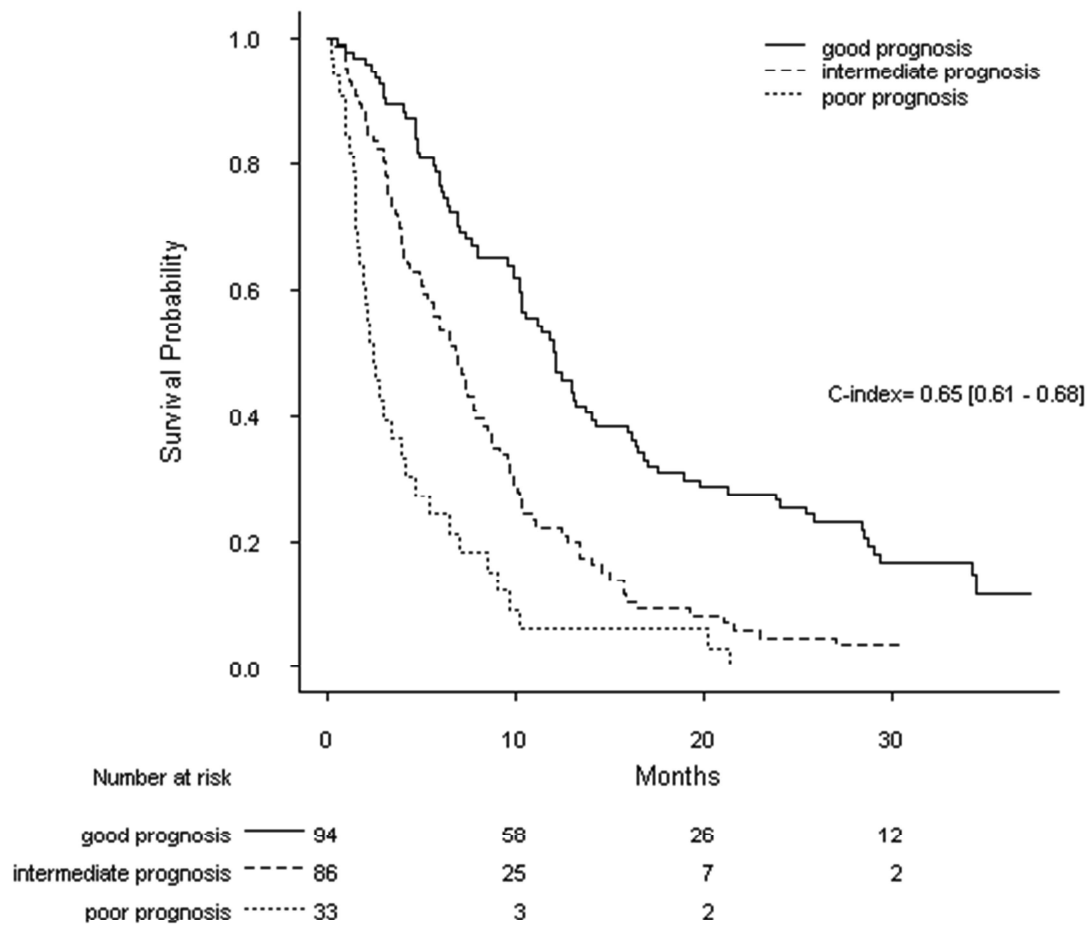 1.0
0.8
0.6
0.4
0.2
0.0
Survival Probability
good prognosis
intermediate prognosis
poor prognosis
C-index= 0.65 [0.61 - 0.68]
0 10 20 30
Months
Number at risk
good prognosis 94 58 26 12
intermediate prognosis 86 25 7 2
poor prognosis 33 3 2